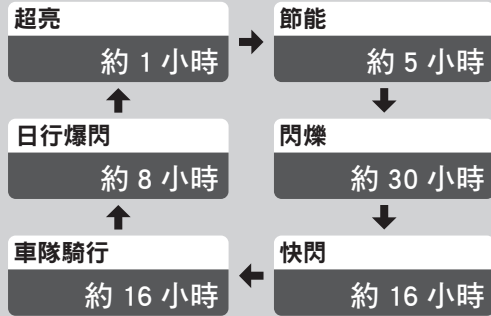 超亮
約 1 小時
節能
約 5 小時
日行爆閃
約 8 小時
閃爍
約 30 小時
車隊騎行
約 16 小時
快閃
約 16 小時